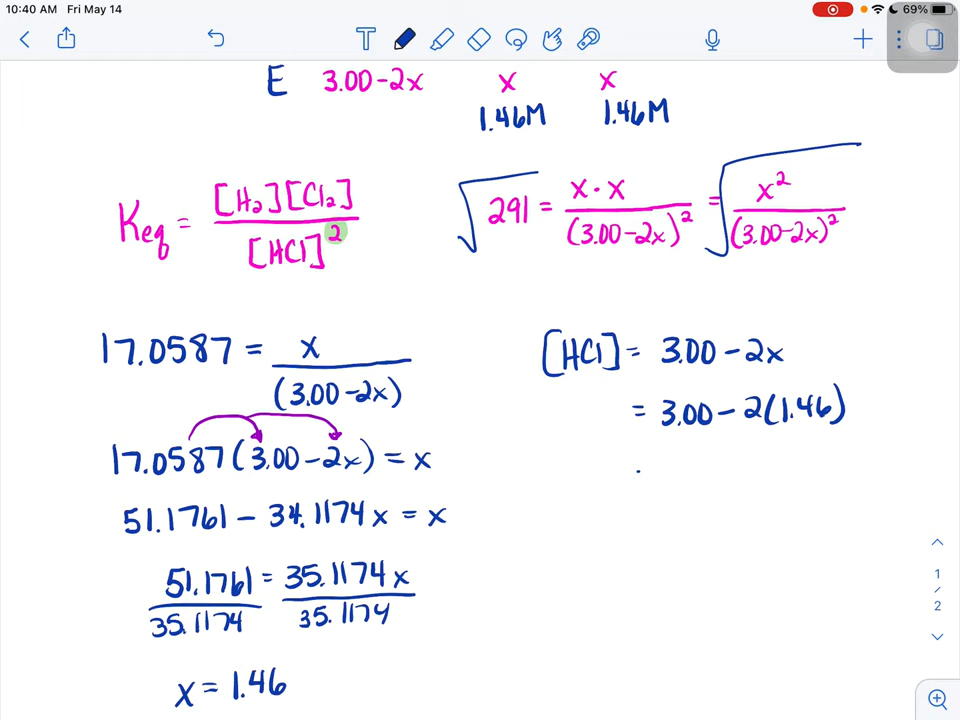 10:40 AM Fri May 14 69%
E 3.00-2x x x
1.46M 1.46M
Keq = [H₂][Cl₂] / [HCl]²
√291 = x·x / (3.00-2x)² = √x² / (3.00-2x)²
17.0587 = x / (3.00-2x)
17.0587(3.00-2x) = x
51.1761 - 34.1174x = x
51.1761 / 35.1174 = 35.1174x / 35.1174
x = 1.46
[HCl] = 3.00 - 2x
= 3.00 - 2(1.46)
1 / 2